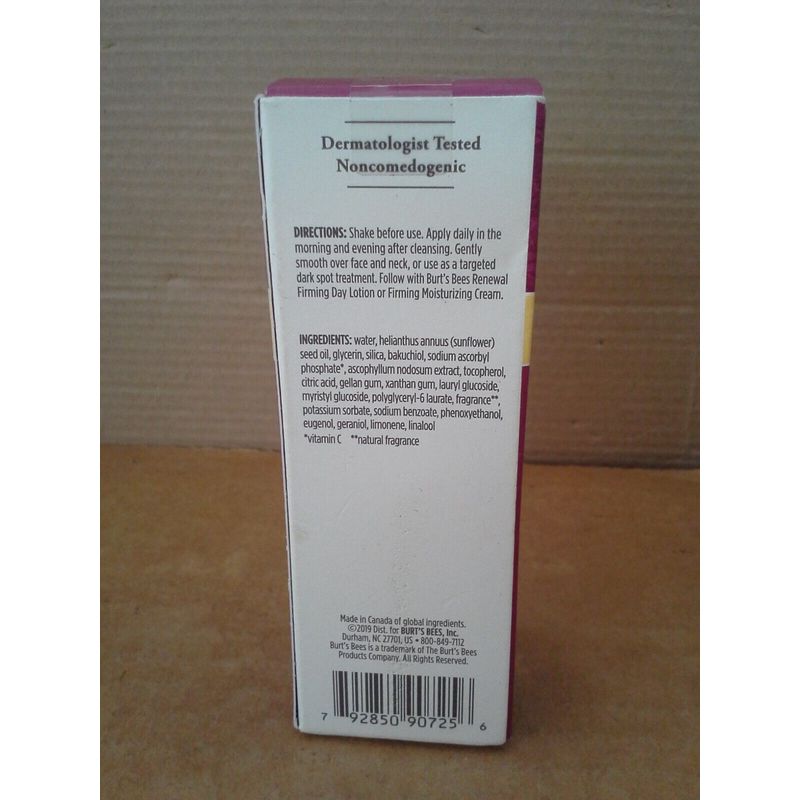 Dermatologist Tested
Noncomedogenic
DIRECTIONS: Shake before use. Apply daily in the
morning and evening after cleansing. Gently
smooth over face and neck, or use as a targeted
dark spot treatment. Follow with Burt's Bees Renewal
Firming Day Lotion or Firming Moisturizing Cream.
INGREDIENTS: water, helianthus annuus (sunflower)
seed oil, glycerin, silica, bakuchiol, sodium ascorbyl
phosphate*, ascophyllum nodosum extract, tocopherol,
citric acid, gellan gum, xanthan gum, lauryl glucoside,
myristyl glucoside, polyglyceryl-6 laurate, fragrance**,
potassium sorbate, sodium benzoate, phenoxyethanol,
eugenol, geraniol, limonene, linalool
*vitamin C **natural fragrance
Made in Canada of global ingredients.
©2019 Dist. for BURT'S BEES, Inc.
Durham, NC 27701, US • 800-849-7112
Burt's Bees is a trademark of The Burt's Bees
Products Company. All Rights Reserved.
7 92850 90725 6